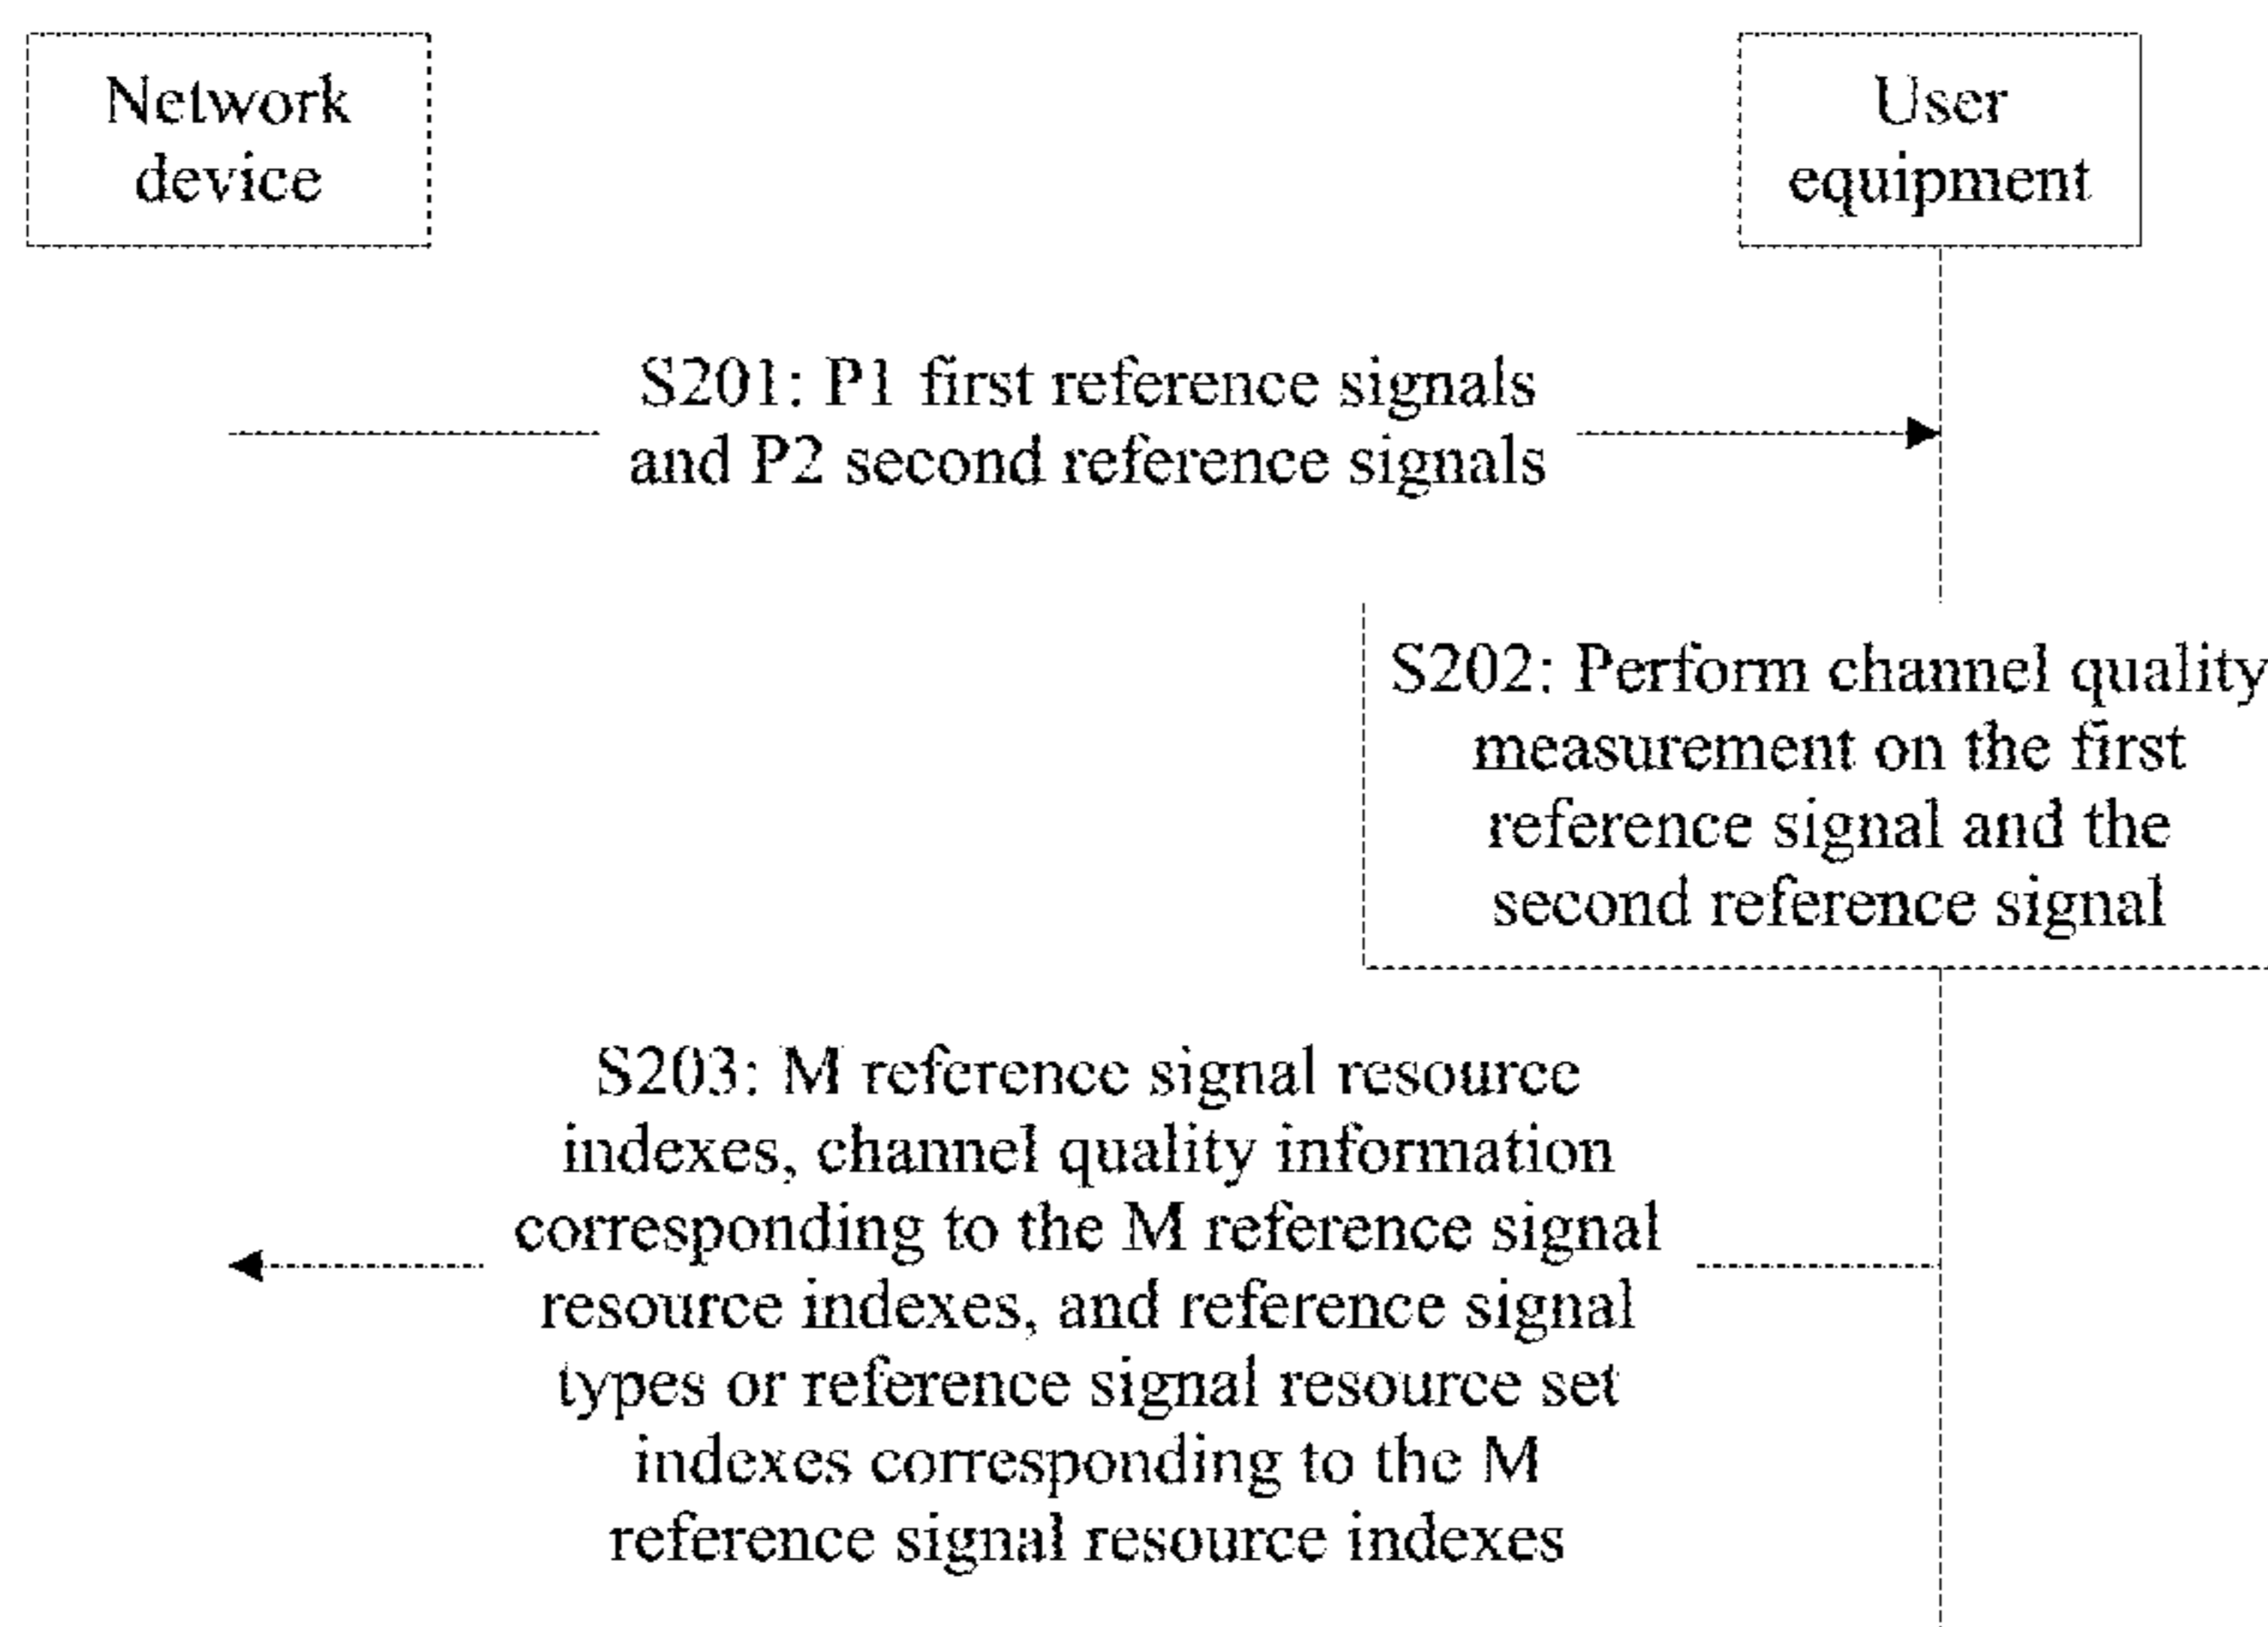 Network
device
User
equipment
S201: P1 first reference signals
and P2 second reference signals
S202: Perform channel quality
measurement on the first
reference signal and the
second reference signal
S203: M reference signal resource
indexes, channel quality information
corresponding to the M reference signal
resource indexes, and reference signal
types or reference signal resource set
indexes corresponding to the M
reference signal resource indexes